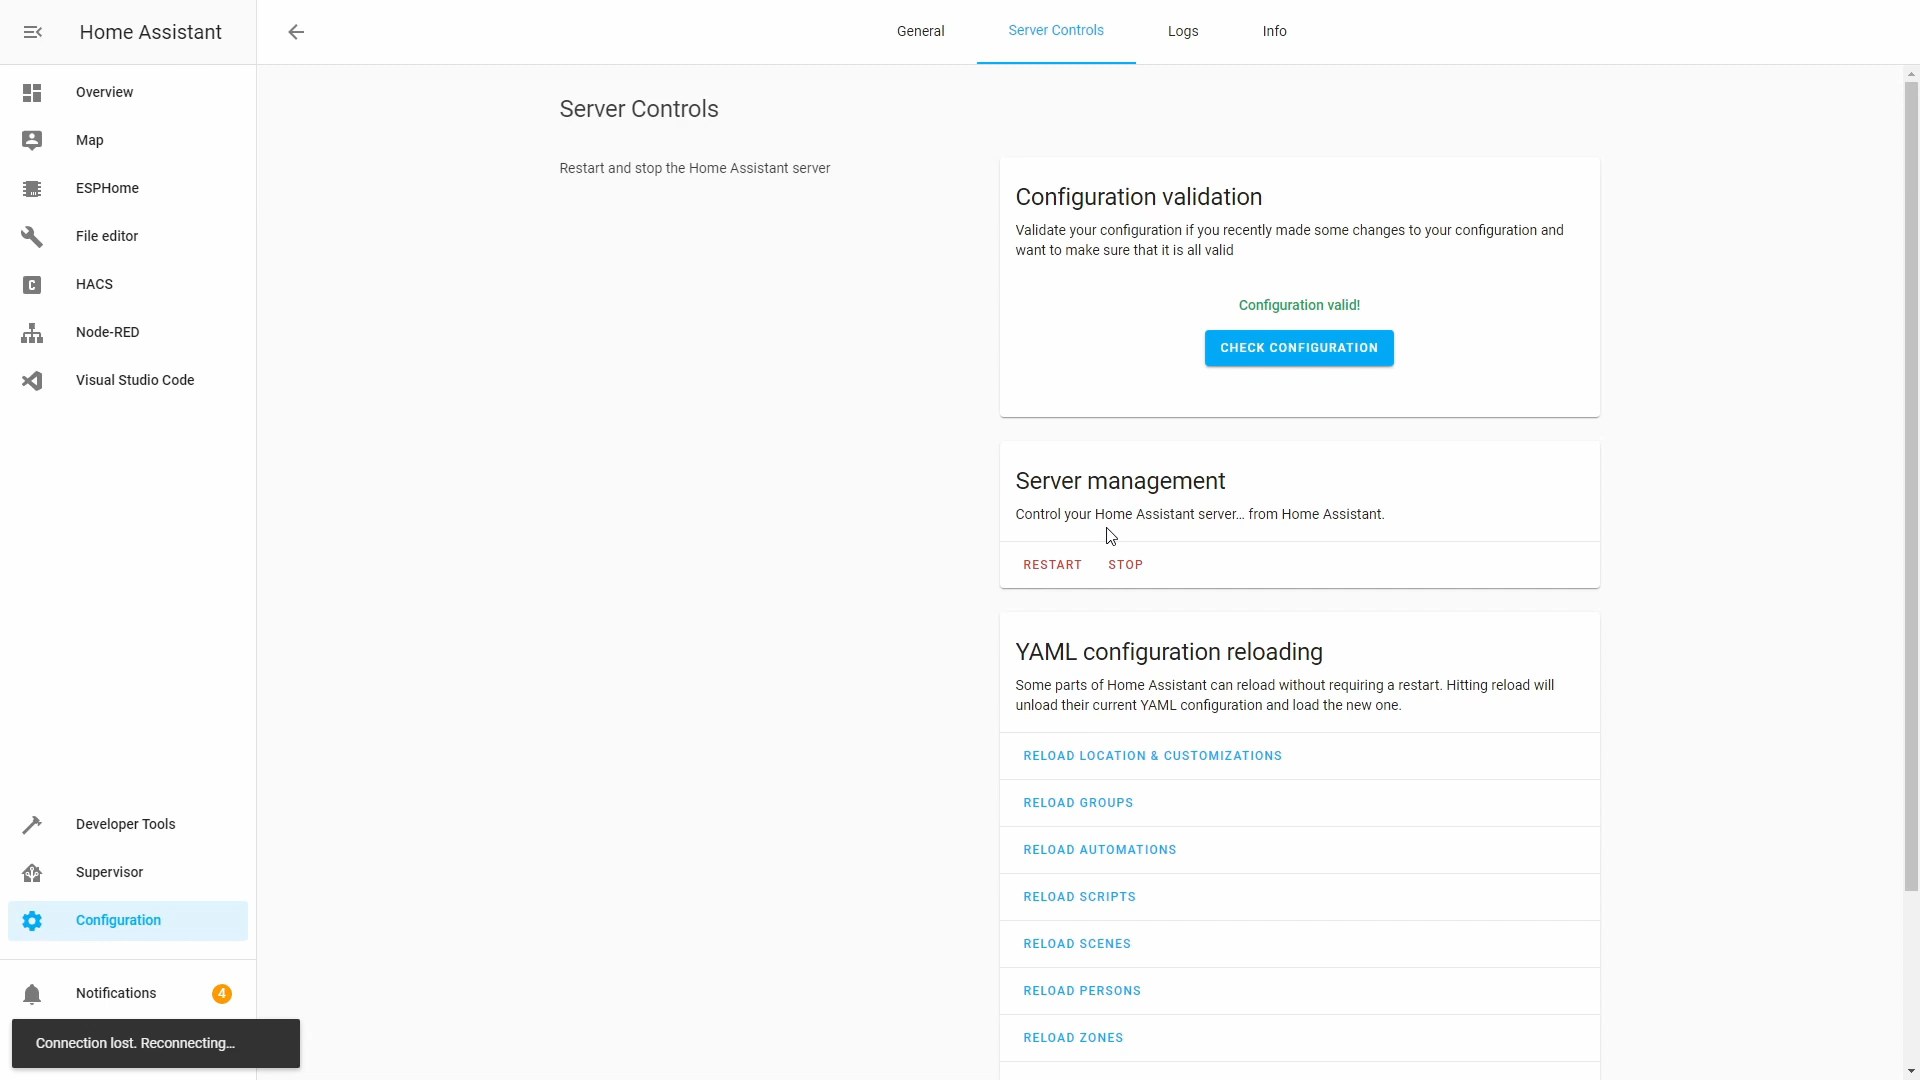 Home Assistant
General
Server Controls
Logs
Info
Overview
Map
ESPHome
File editor
C
HACS
Node-RED
Visual Studio Code
Developer Tools
Supervisor
Configuration
Notifications
4
Connection lost. Reconnecting...
Server Controls
Restart and stop the Home Assistant server
Configuration validation
Validate your configuration if you recently made some changes to your configuration and
want to make sure that it is all valid
Configuration valid!
CHECK CONFIGURATION
Server management
Control your Home Assistant server... from Home Assistant.
RESTART
STOP
YAML configuration reloading
Some parts of Home Assistant can reload without requiring a restart. Hitting reload will
unload their current YAML configuration and load the new one.
RELOAD LOCATION & CUSTOMIZATIONS
RELOAD GROUPS
RELOAD AUTOMATIONS
RELOAD SCRIPTS
RELOAD SCENES
RELOAD PERSONS
RELOAD ZONES